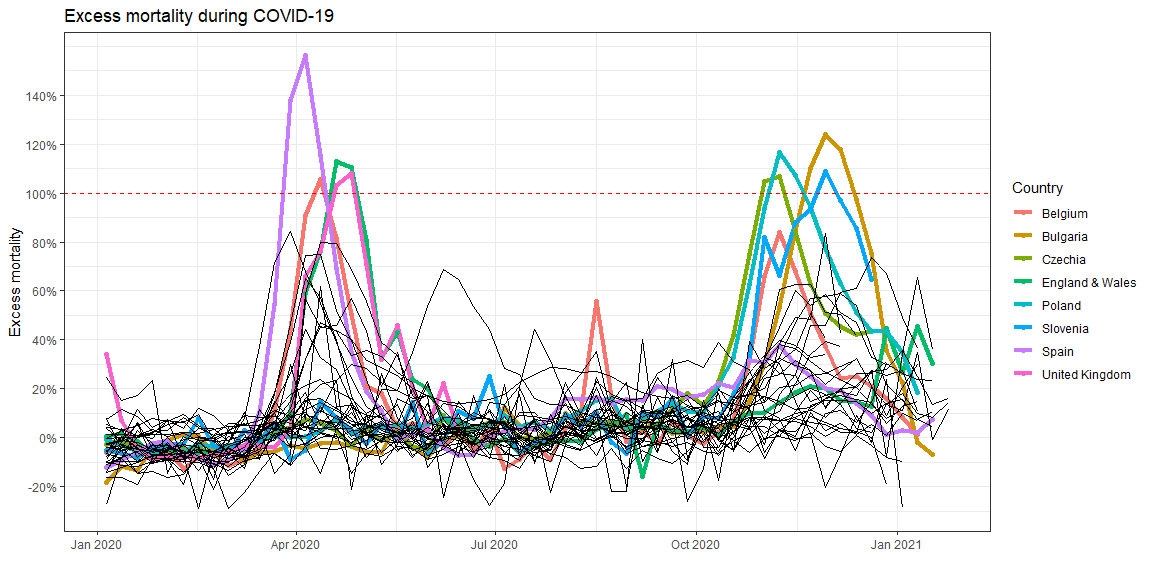 Excess mortality during COVID-19
Excess mortality
140%
120%
100%
80%
60%
40%
20%
0%
-20%
Jan 2020
Apr 2020
Jul 2020
Oct 2020
Jan 2021
Country
Belgium
Bulgaria
Czechia
England & Wales
Poland
Slovenia
Spain
United Kingdom